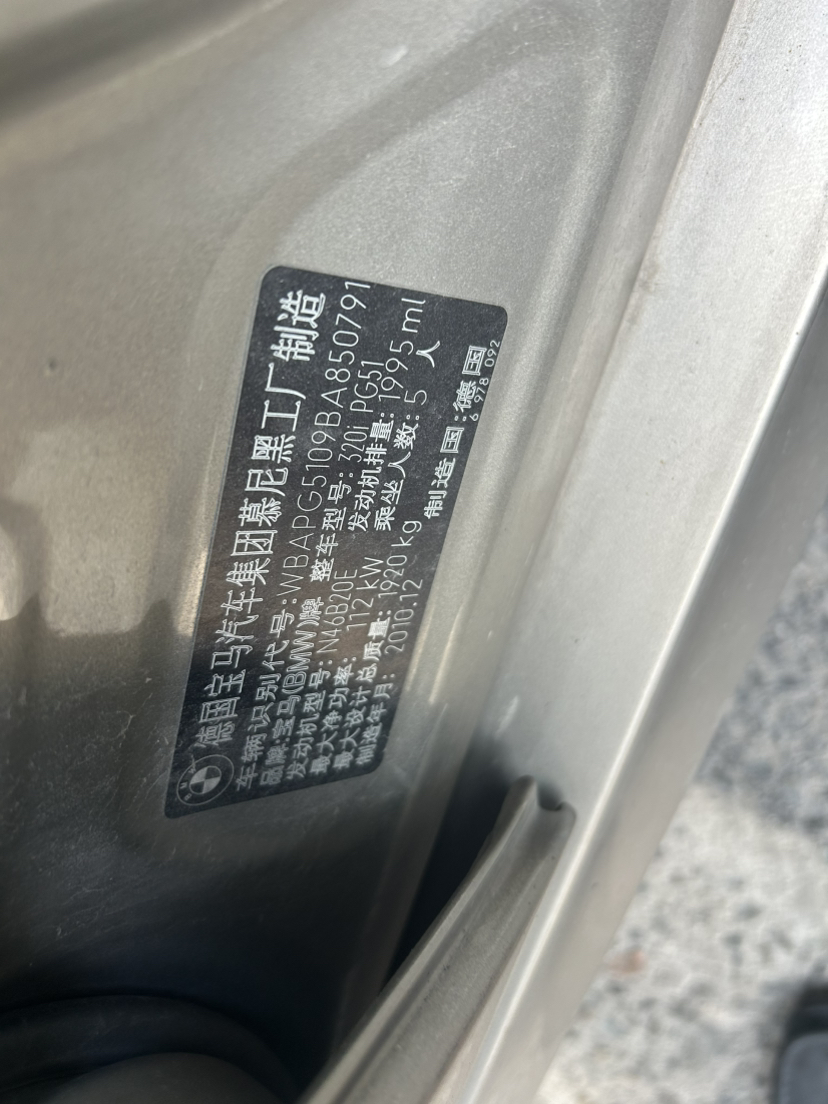 德国宝马汽车集团慕尼黑工厂制造
车辆识别代号:WBAPG5109BA850791
品牌:宝马(BMW)牌 整车型号:320i PG51
发动机型号:N46B20E 发动机排量:1995ml
最大净功率: 112 kW 乘坐人数:5 人
最大设计总质量:1920kg
制造年月: 2010.12 制造国:德国
6 978 092